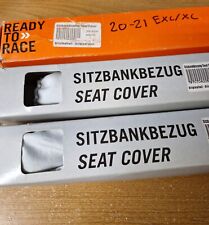 READY
TO »
RACE
20-21 EXC/XC
SITZBANKBEZUG
SEAT COVER
SITZBANKBEZUG
SEAT COVER